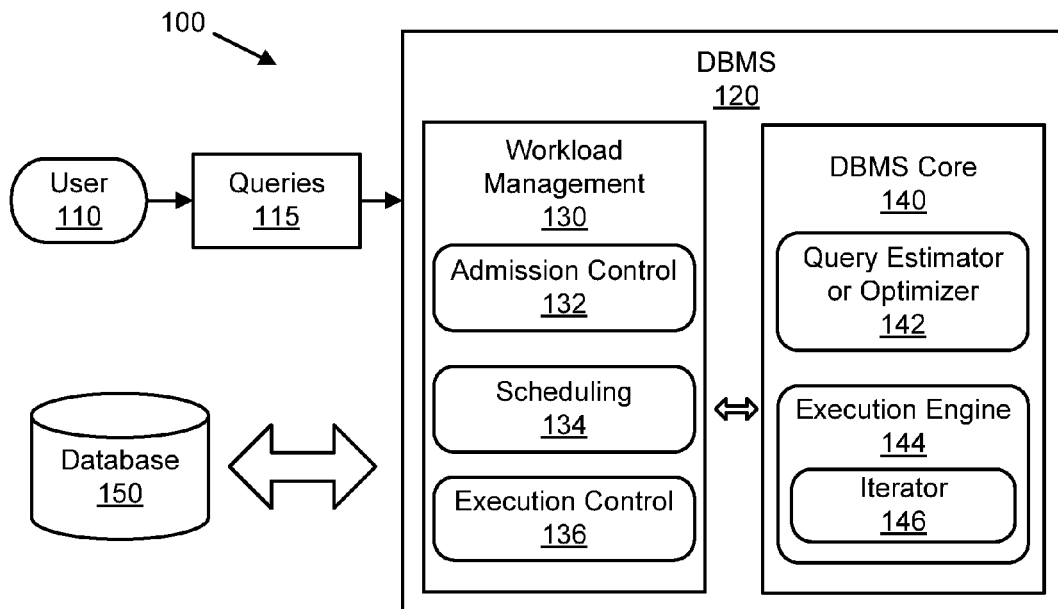 100
DBMS
120
User
110
Queries
115
Workload
Management
130
Admission Control
132
Scheduling
134
Execution Control
136
DBMS Core
140
Query Estimator
or Optimizer
142
Execution Engine
144
Iterator
146
Database
150